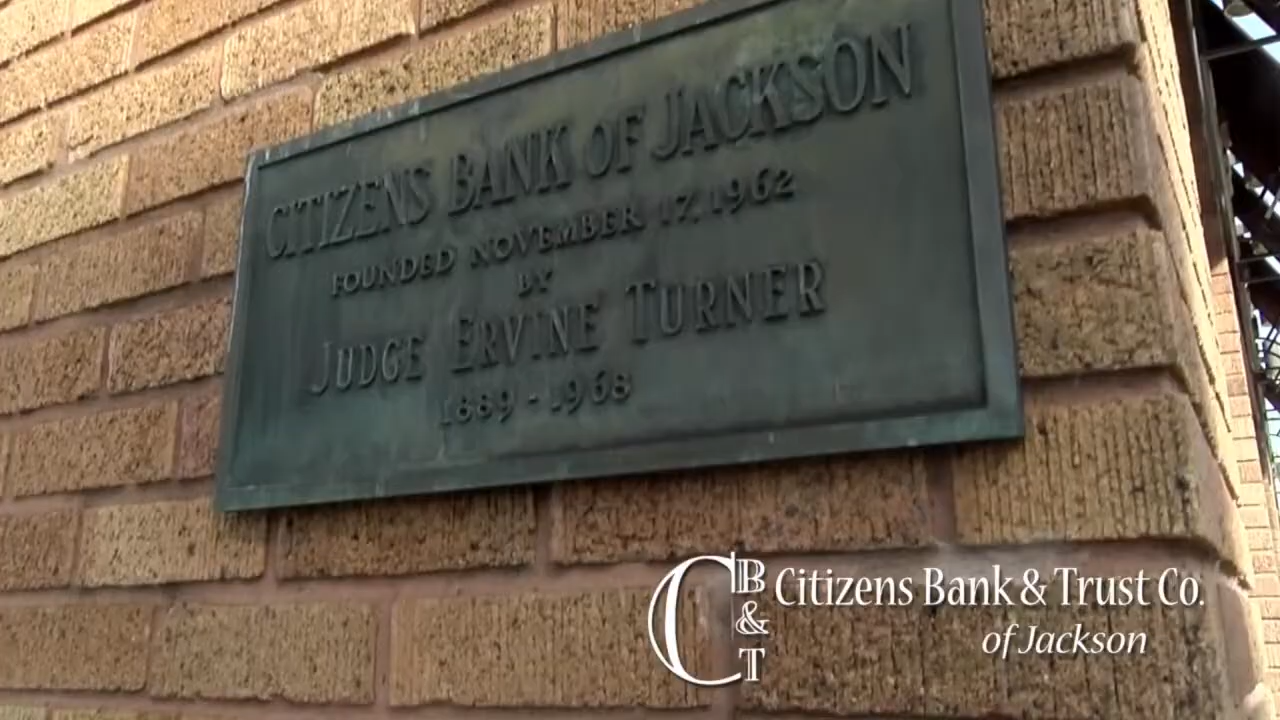 CITIZENS BANK OF JACKSON
FOUNDED NOVEMBER 17, 1962
BY
JUDGE ERVINE TURNER
1889 - 1968
C B & T
Citizens Bank & Trust Co.
of Jackson